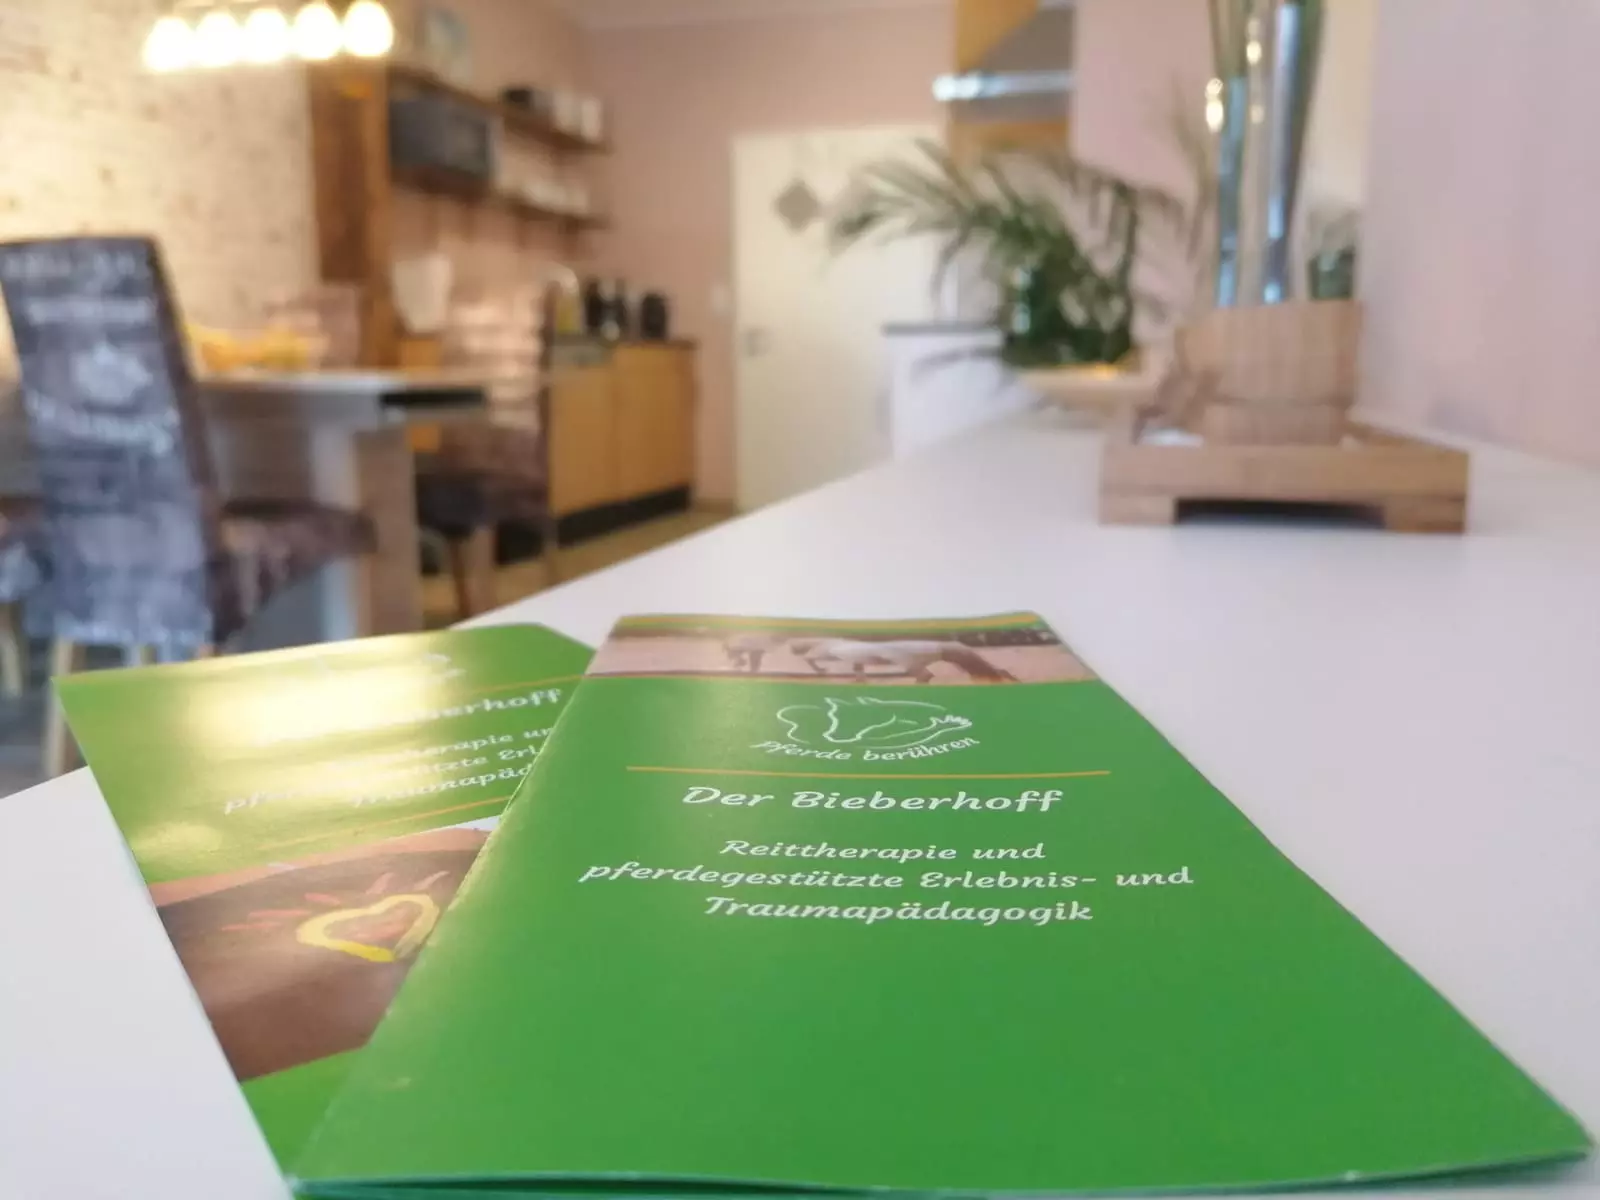 pferde berühren
Der Bieberhoff
Reittherapie und
pferdegestützte Erlebnis- und
Traumapädagogik